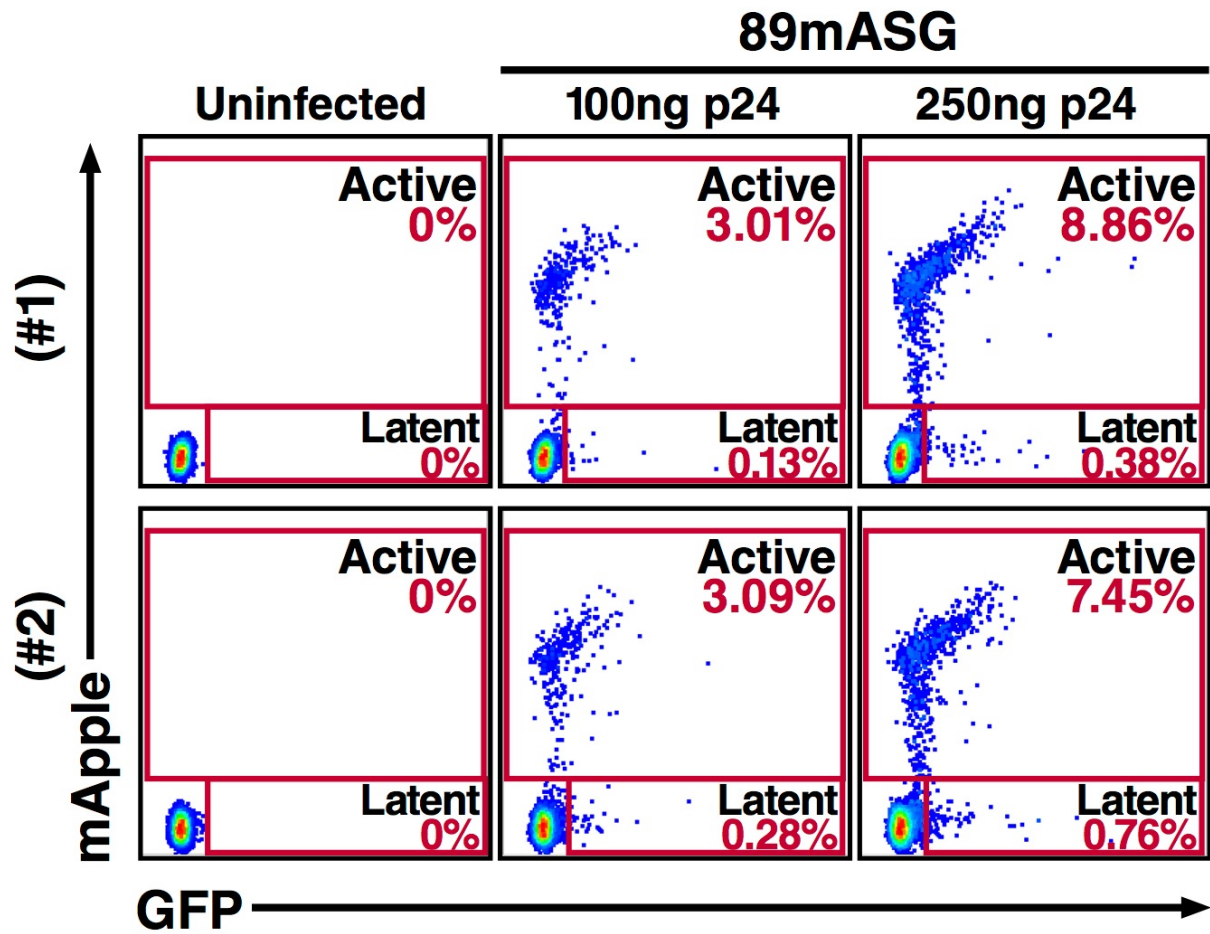 89mASG
Uninfected
100ng p24
250ng p24
(#1)
Active
0%
Latent
0%
Active
3.01%
Latent
0.13%
Active
8.86%
Latent
0.38%
(#2)
Active
0%
Latent
0%
Active
3.09%
Latent
0.28%
Active
7.45%
Latent
0.76%
mApple
GFP